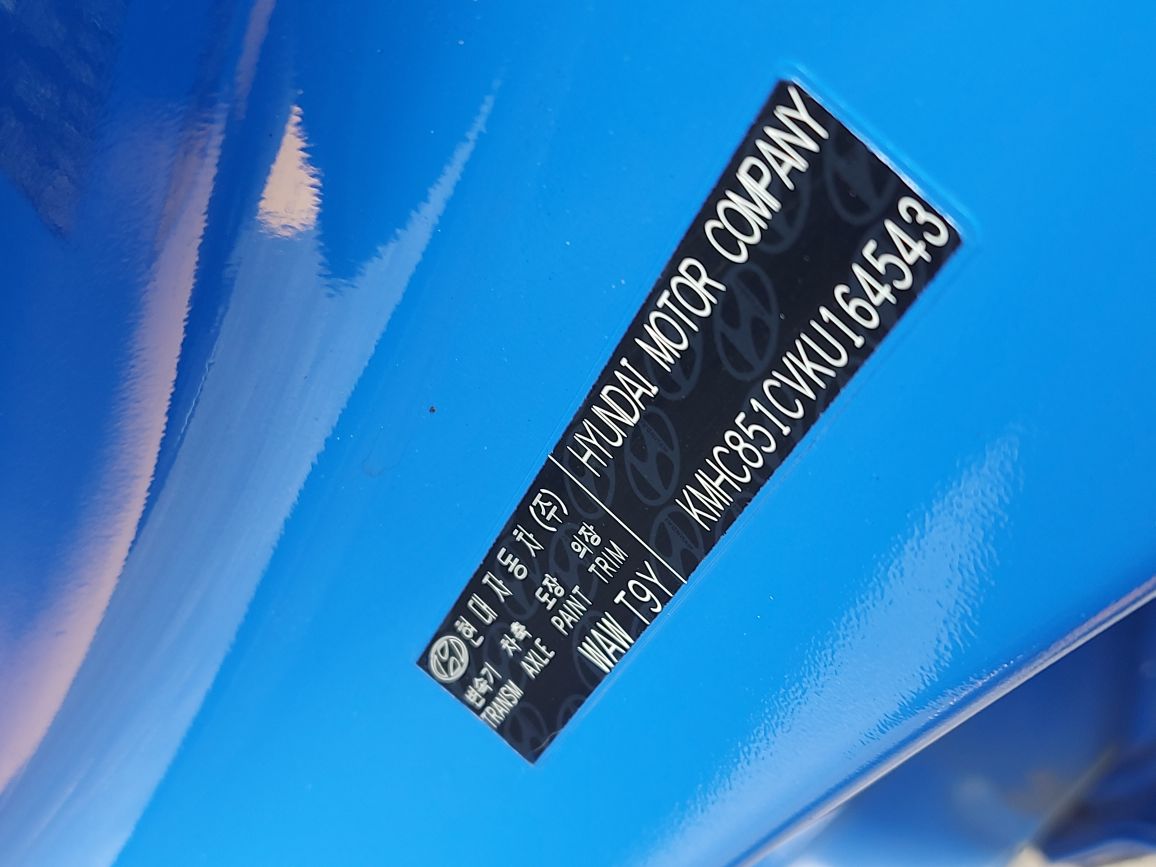 현대자동차(주) HYUNDAI MOTOR COMPANY
변속기 차축 도장 의장
TRANSM AXLE PAINT TRIM
WAW T9Y KMHC851CVKU164543